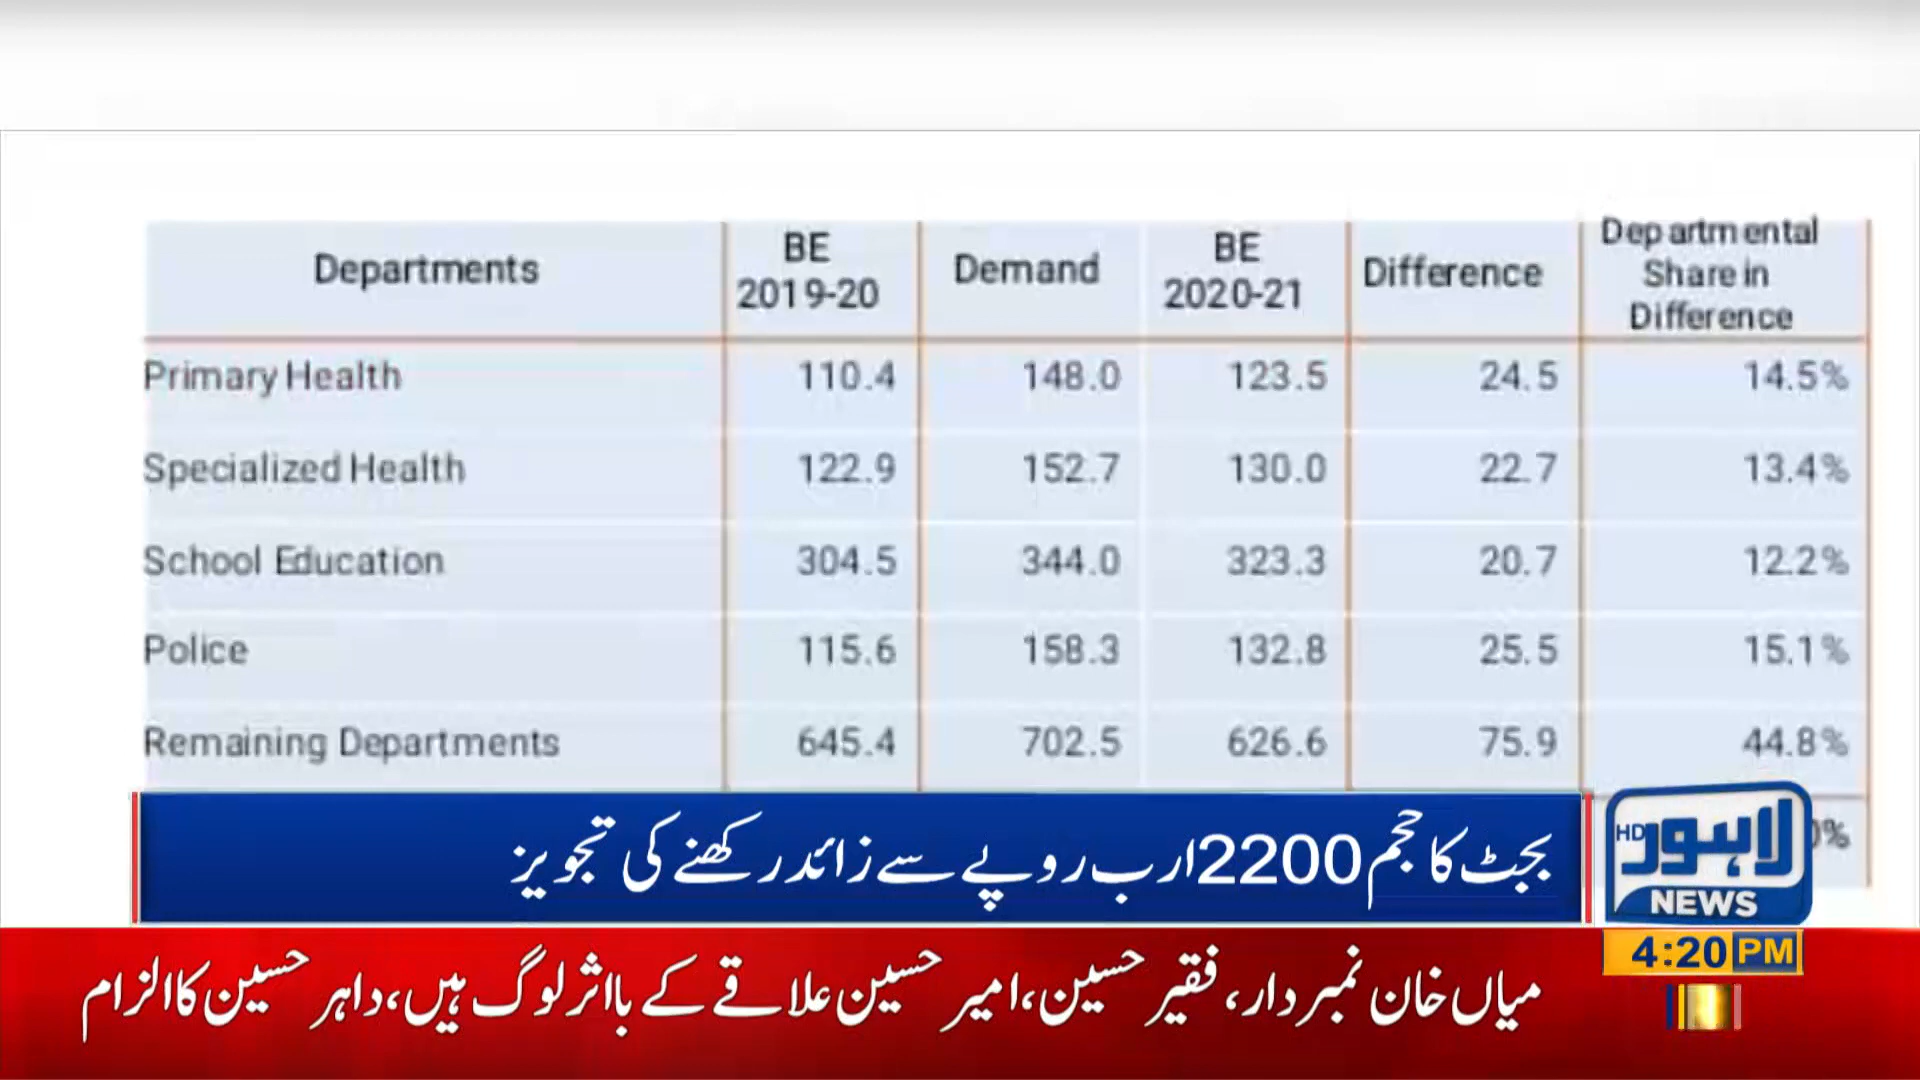 Departments BE 2019-20 Demand BE 2020-21 Difference Departmental Share in Difference
Primary Health 110.4 148.0 123.5 24.5 14.5%
Specialized Health 122.9 152.7 130.0 22.7 13.4%
School Education 304.5 344.0 323.3 20.7 12.2%
Police 115.6 158.3 132.8 25.5 15.1%
Remaining Departments 645.4 702.5 626.6 75.9 44.8%
بجٹ کا حجم 2200 ارب روپے سے زائد رکھنے کی تجویز
لاہور HD
NEWS
4:20 PM
میاں خان نمبردار، فقیر حسین، امیر حسین علاقے کے بااثر لوگ ہیں، داہر حسین کا الزام